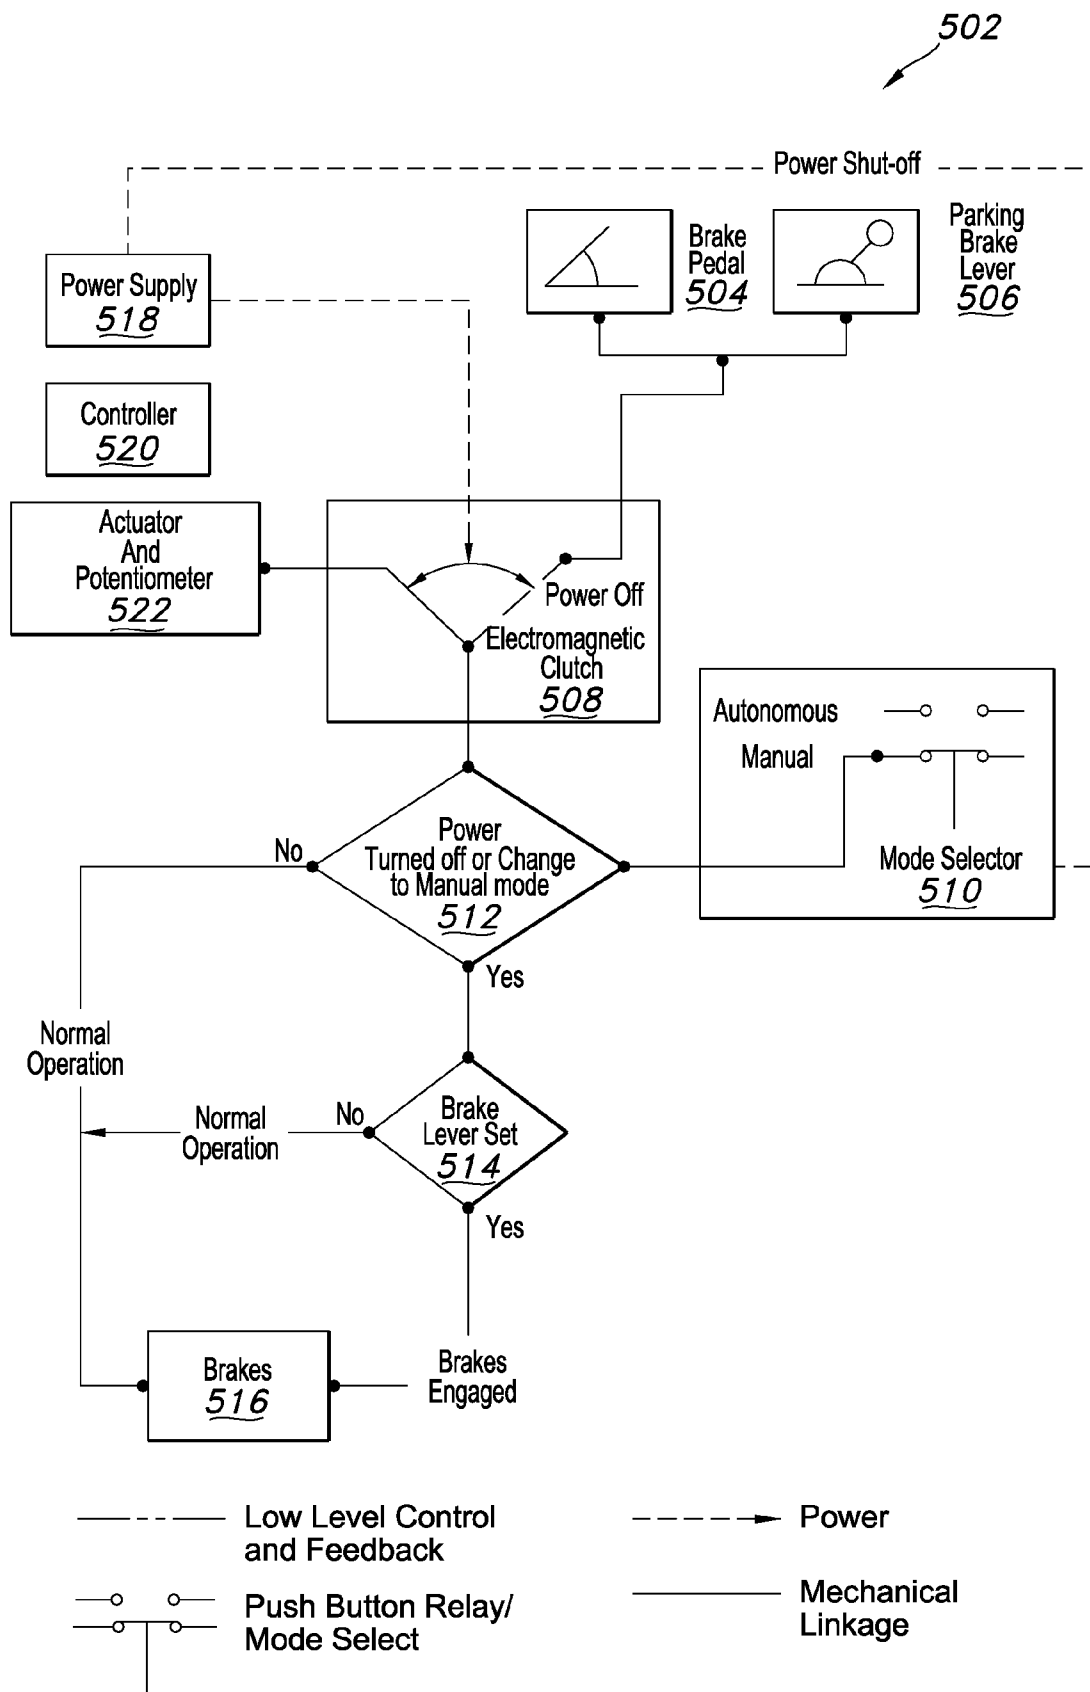 502
Power Shut-off
Brake
Pedal
504
Parking
Brake
Lever
506
Power Supply
518
Controller
520
Actuator
And
Potentiometer
522
Power Off
Electromagnetic
Clutch
508
Autonomous
Manual
Mode Selector
510
No
Power
Turned off or Change
to Manual mode
512
Yes
Normal
Operation
Normal
Operation
No
Brake
Lever Set
514
Yes
Brakes
516
Brakes
Engaged
Low Level Control
and Feedback
Power
Push Button Relay/
Mode Select
Mechanical
Linkage